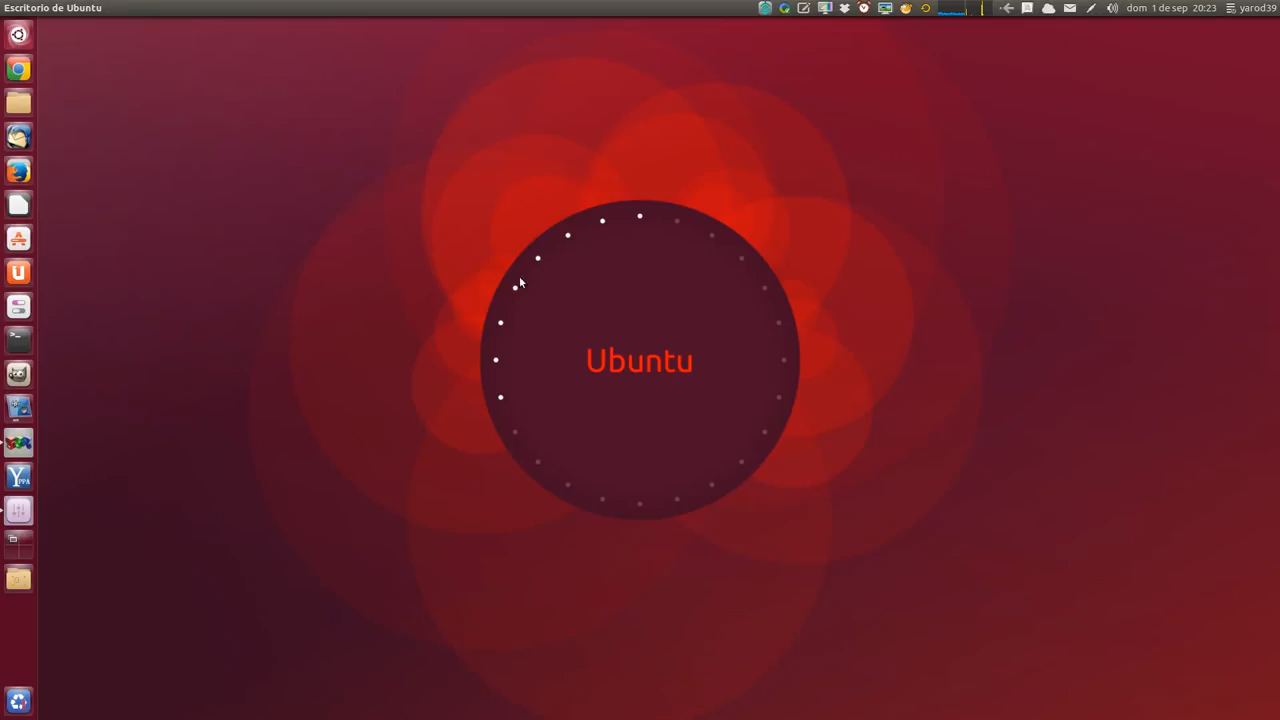 Escritorio de Ubuntu
dom 1 de sep 20:23
yarod39
Ubuntu